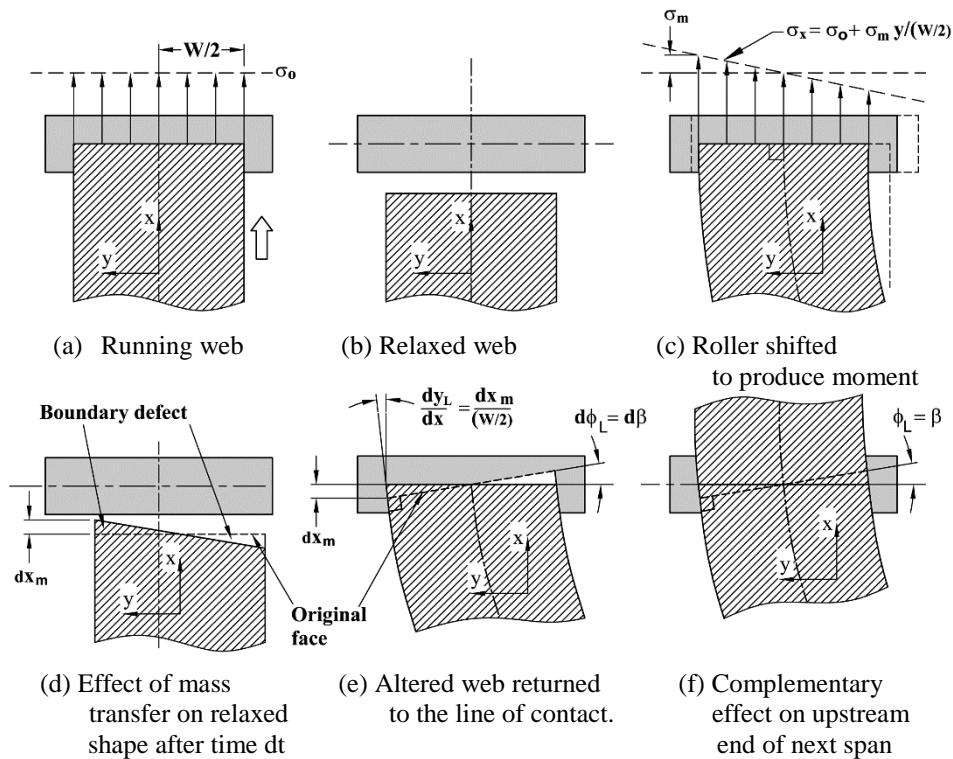 W/2
σo
x
y
(a) Running web
x
y
(b) Relaxed web
σm
σx = σo + σm y/(W/2)
x
y
(c) Roller shifted
to produce moment
Boundary defect
dxm
x
y
Original
face
(d) Effect of mass
transfer on relaxed
shape after time dt
dyL/dx = dxm/(W/2)
dϕL = dβ
dxm
x
y
(e) Altered web returned
to the line of contact.
ϕL = β
x
y
(f) Complementary
effect on upstream
end of next span